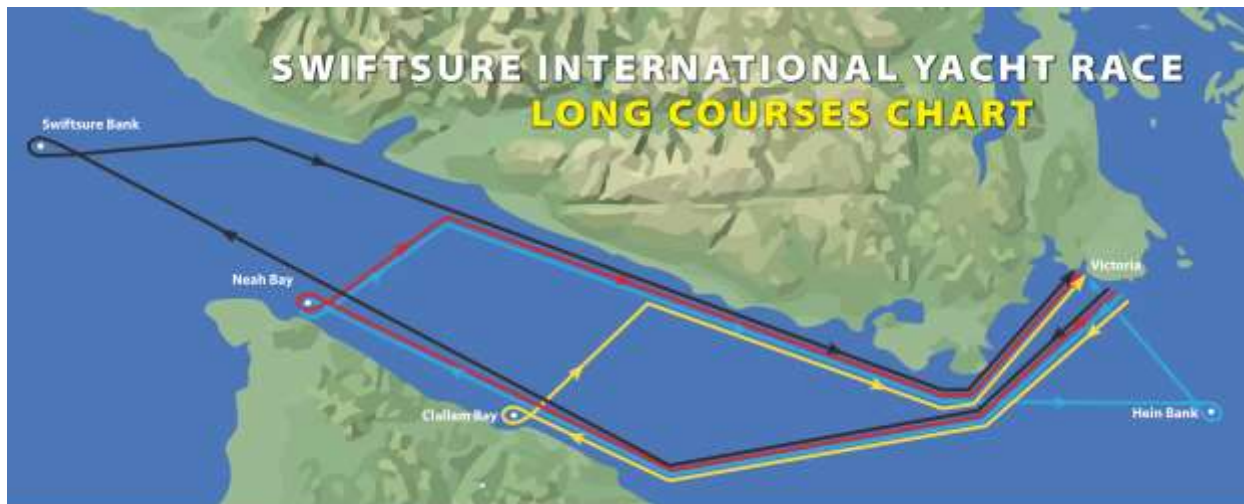 SWIFTSURE INTERNATIONAL YACHT RACE
LONG COURSES CHART
Swiftsure Bank
Neah Bay
Victoria
Clallam Bay
Hein Bank